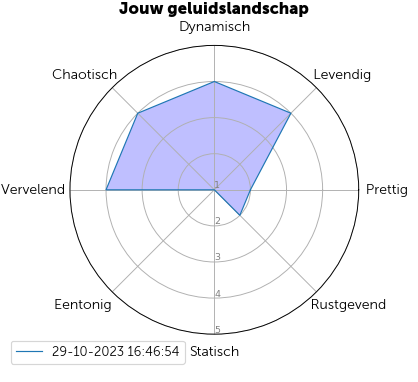 Jouw geluidslandschap
Dynamisch
Chaotisch
Levendig
Vervelend
1
Prettig
2
3
4
Eentonig
Rustgevend
5
29-10-2023 16:46:54
Statisch